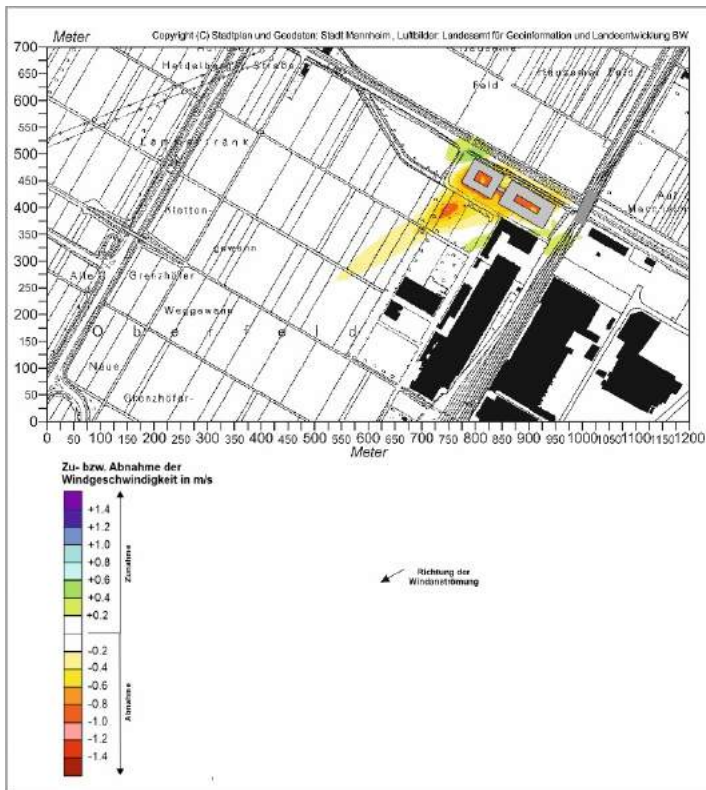 Meter
Copyright (C) Stadtplan und Geodaten: Stadt Mannheim , Luftbilder: Landesamt für Geoinformation und Landeentwicklung BW
700
650
600
550
500
450
400
350
300
250
200
150
100
50
0
Feld
Klotten-
gewann
Grenzhöfer
Weggewann
O b e r f e l d
Neue
Grenzhöfer-
0 50 100 150 200 250 300 350 400 450 500 550 600 650 700 750 800 850 900 950 1000 1050 1100 1150 1200
Meter
Zu- bzw. Abnahme der
Windgeschwindigkeit in m/s
+1.4
+1.2
+1.0
+0.8
+0.6
+0.4
+0.2
-0.2
-0.4
-0.6
-0.8
-1.0
-1.2
-1.4
Zunahme
Abnahme
Richtung der
Windanströmung